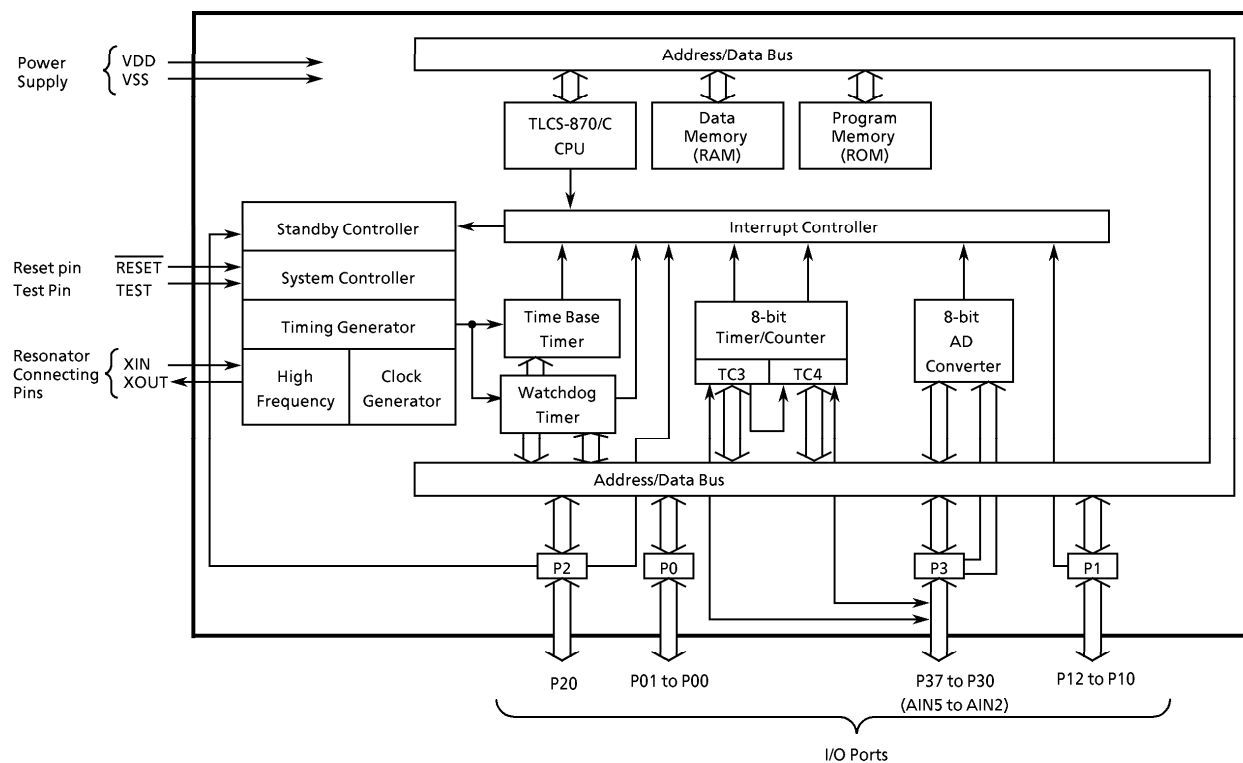 Power
Supply
VDD
VSS
Address/Data Bus
TLCS-870/C
CPU
Data
Memory
(RAM)
Program
Memory
(ROM)
Standby Controller
Interrupt Controller
Reset pin
RESET
Test Pin
TEST
System Controller
Timing Generator
Time Base
Timer
8-bit
Timer/Counter
TC3
TC4
8-bit
AD
Converter
Resonator
Connecting
Pins
XIN
XOUT
High
Frequency
Clock
Generator
Watchdog
Timer
Address/Data Bus
P2
P0
P3
P1
P20
P01 to P00
P37 to P30
(AIN5 to AIN2)
P12 to P10
I/O Ports